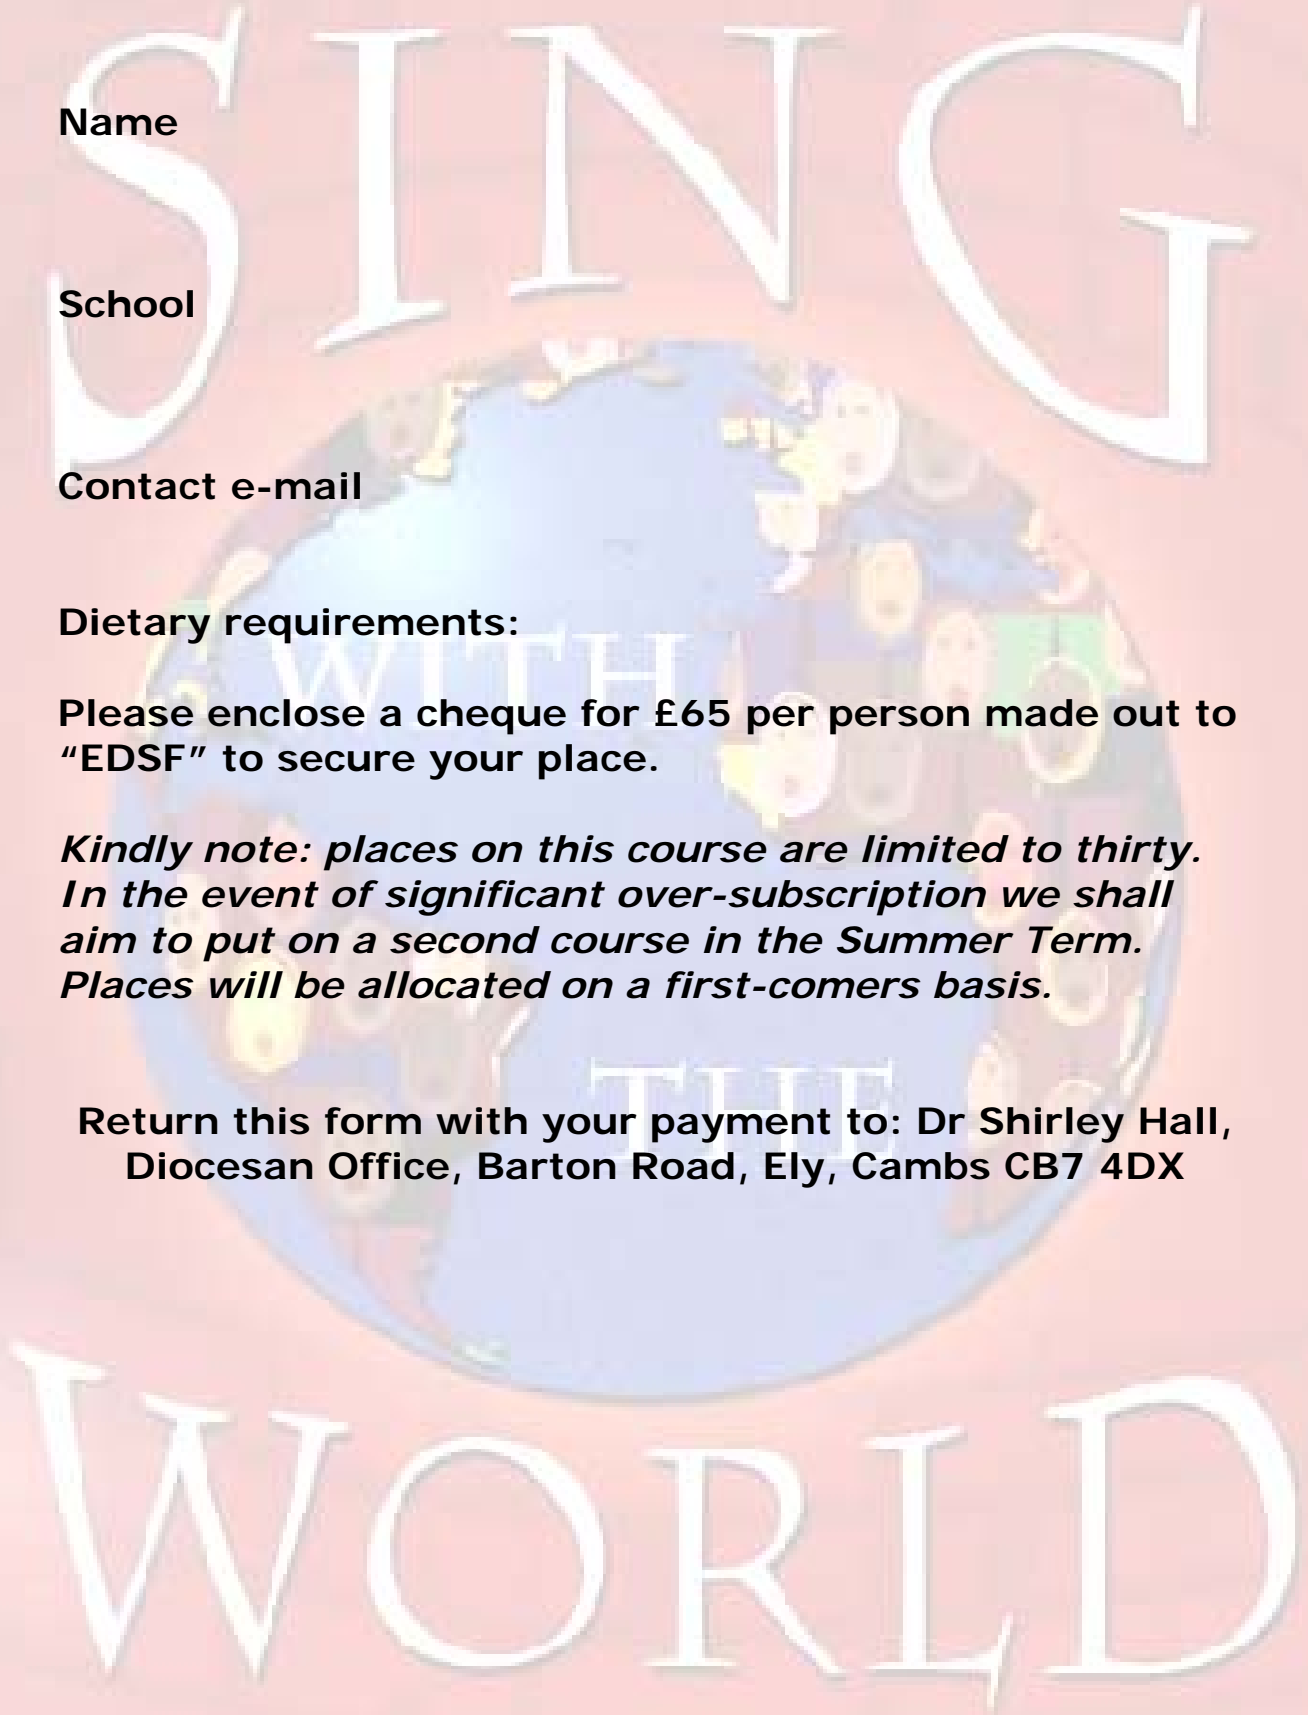 SING
Name
School
Contact e-mail
Dietary requirements:
WITH
Please enclose a cheque for £65 per person made out to
“EDSF” to secure your place.
Kindly note: places on this course are limited to thirty.
In the event of significant over-subscription we shall
aim to put on a second course in the Summer Term.
Places will be allocated on a first-comers basis.
THE
Return this form with your payment to: Dr Shirley Hall,
Diocesan Office, Barton Road, Ely, Cambs CB7 4DX
WORLD